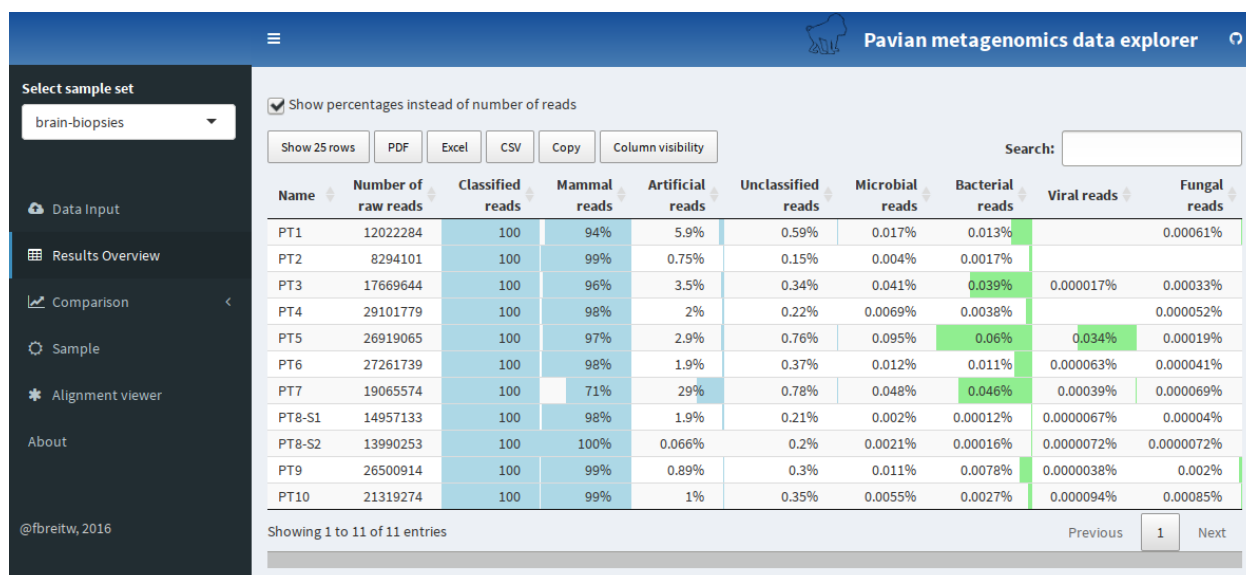 Pavian metagenomics data explorer
Select sample set
brain-biopsies
Data Input
Results Overview
Comparison
Sample
Alignment viewer
About
@fbreitw, 2016
Show percentages instead of number of reads
Show 25 rows PDF Excel CSV Copy Column visibility Search:
Name Number of raw reads Classified reads Mammal reads Artificial reads Unclassified reads Microbial reads Bacterial reads Viral reads Fungal reads
PT1 12022284 100 94% 5.9% 0.59% 0.017% 0.013% 0.00061%
PT2 8294101 100 99% 0.75% 0.15% 0.004% 0.0017%
PT3 17669644 100 96% 3.5% 0.34% 0.041% 0.039% 0.000017% 0.00033%
PT4 29101779 100 98% 2% 0.22% 0.0069% 0.0038% 0.000052%
PT5 26919065 100 97% 2.9% 0.76% 0.095% 0.06% 0.034% 0.00019%
PT6 27261739 100 98% 1.9% 0.37% 0.012% 0.011% 0.000063% 0.000041%
PT7 19065574 100 71% 29% 0.78% 0.048% 0.046% 0.00039% 0.000069%
PT8-S1 14957133 100 98% 1.9% 0.21% 0.002% 0.00012% 0.0000067% 0.00004%
PT8-S2 13990253 100 100% 0.066% 0.2% 0.0021% 0.00016% 0.0000072% 0.0000072%
PT9 26500914 100 99% 0.89% 0.3% 0.011% 0.0078% 0.0000038% 0.002%
PT10 21319274 100 99% 1% 0.35% 0.0055% 0.0027% 0.000094% 0.00085%
Showing 1 to 11 of 11 entries Previous 1 Next